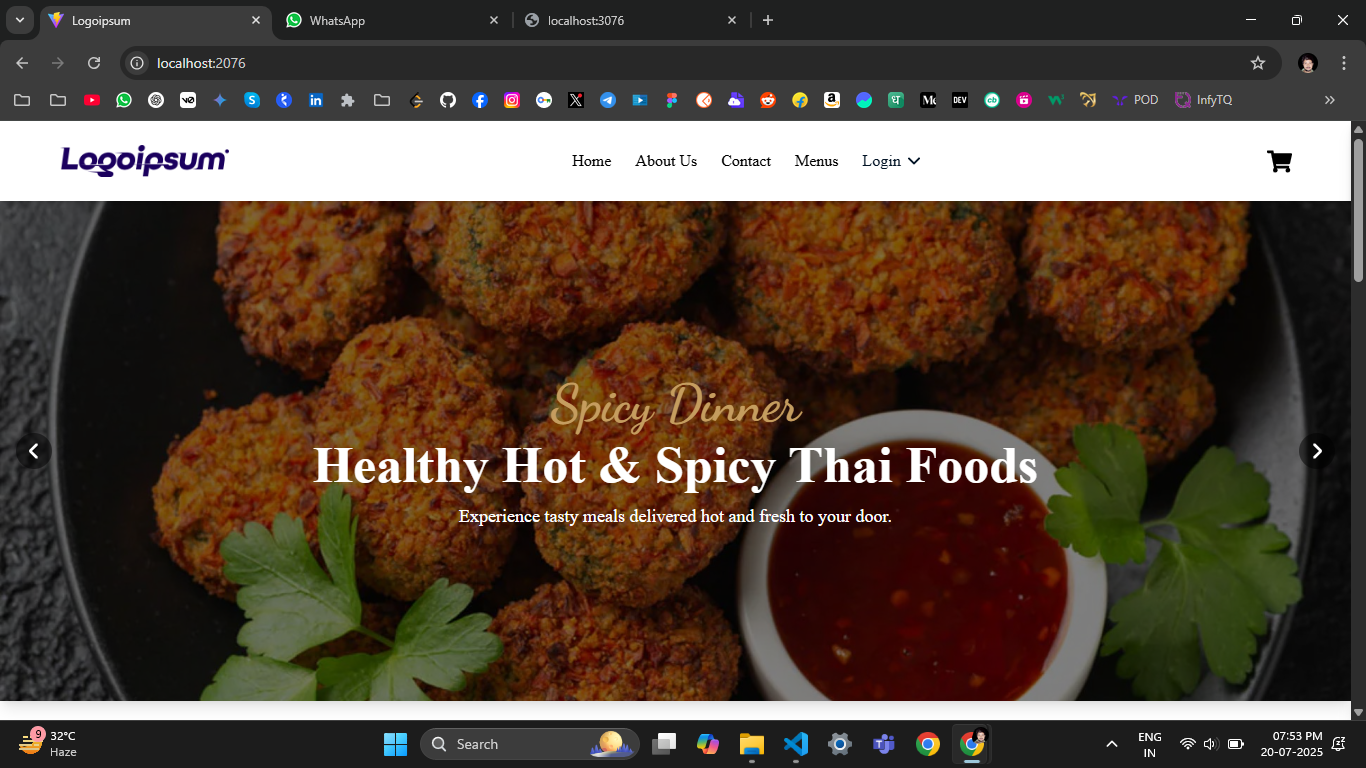 Logoipsum
WhatsApp
localhost:3076
localhost:2076
POD
InfyTQ
Logoipsum
Home
About Us
Contact
Menus
Login
Spicy Dinner
Healthy Hot & Spicy Thai Foods
Experience tasty meals delivered hot and fresh to your door.
9
32°C
Haze
Search
ENG
IN
07:53 PM
20-07-2025